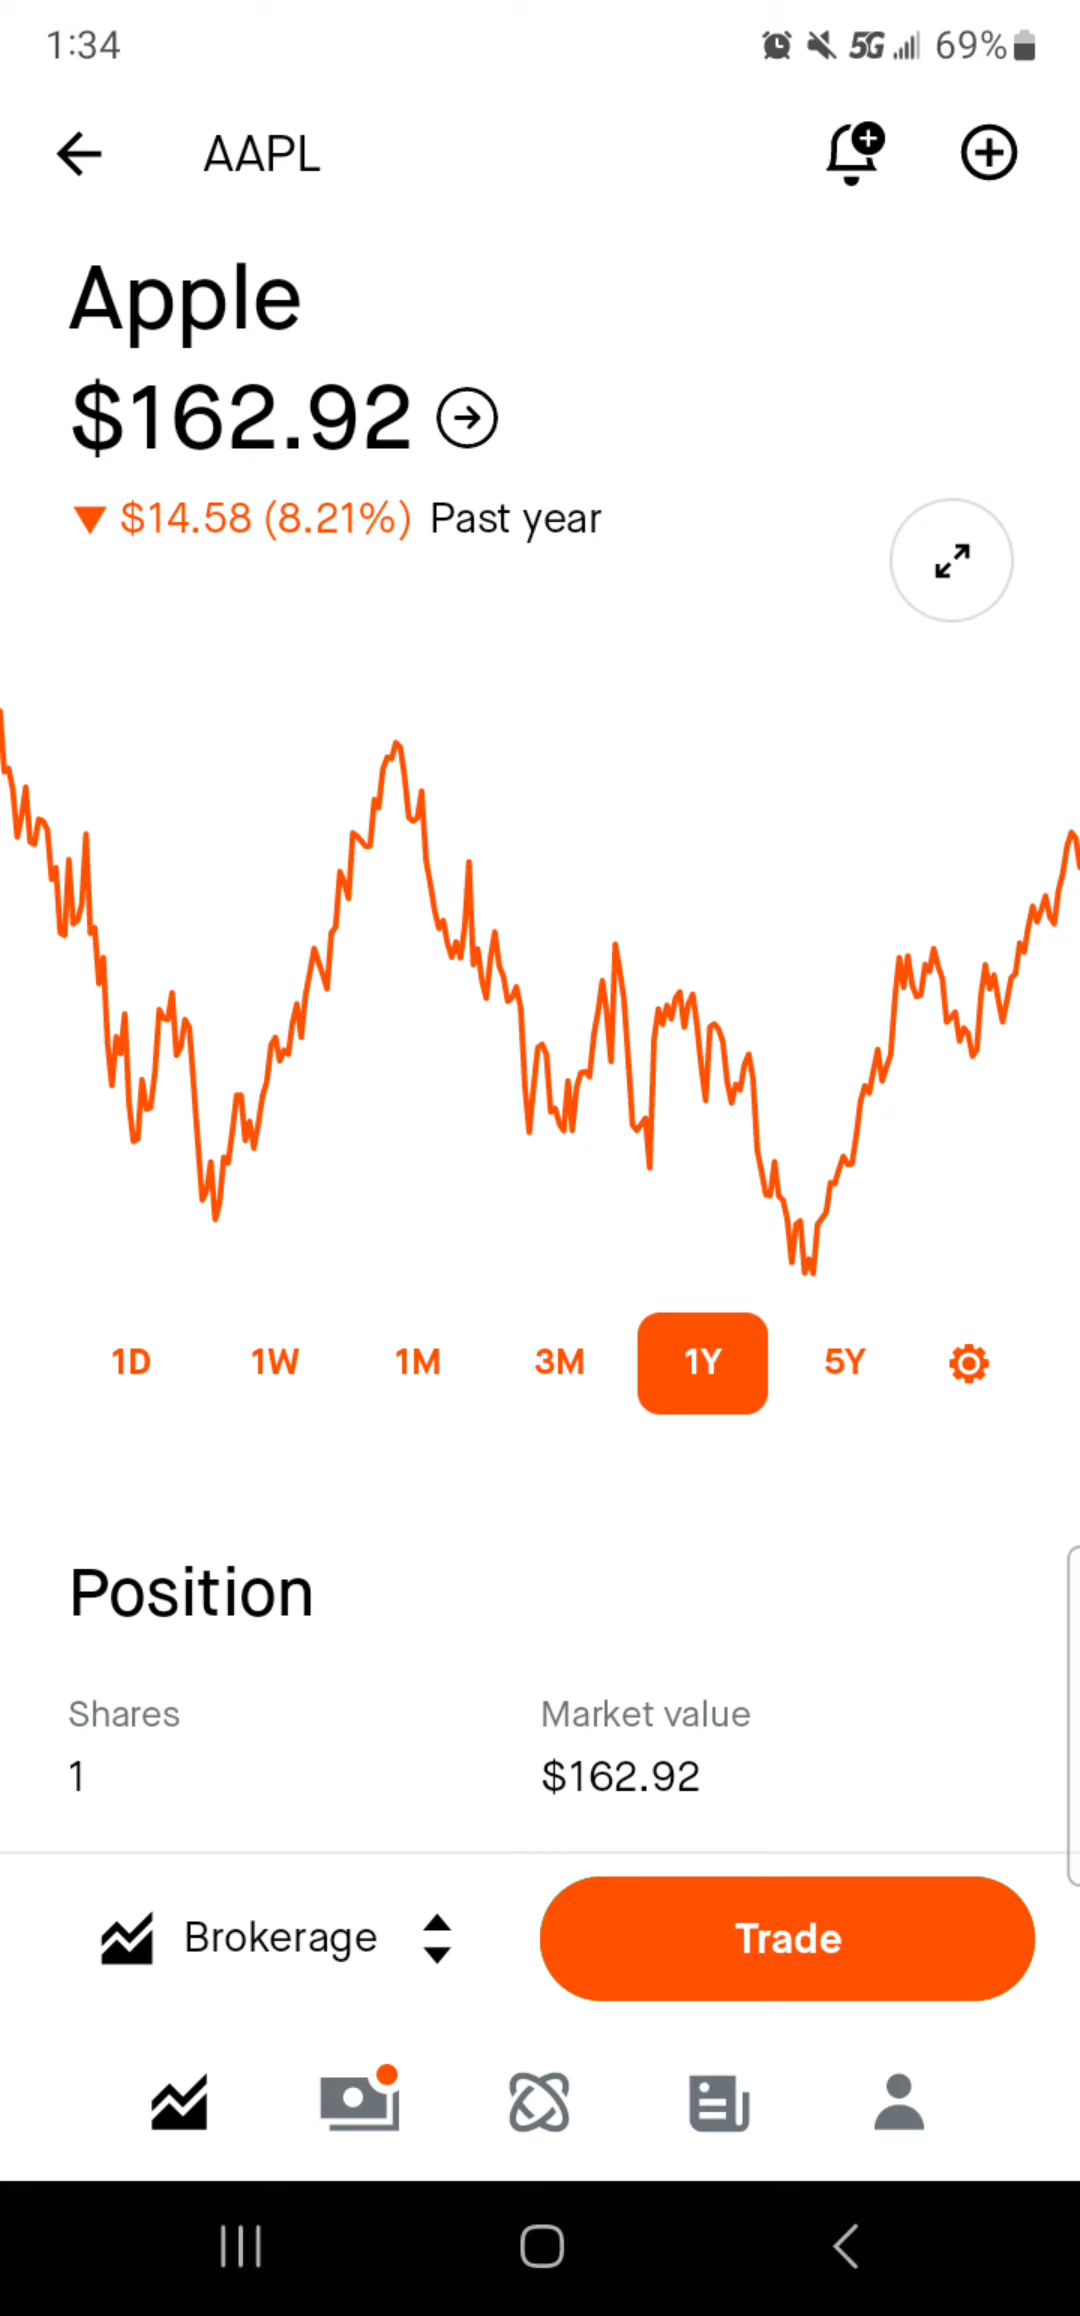 1:34 5G 69%
AAPL
Apple
$162.92
▼ $14.58 (8.21%) Past year
1D 1W 1M 3M 1Y 5Y
Position
Shares Market value
1 $162.92
Brokerage Trade